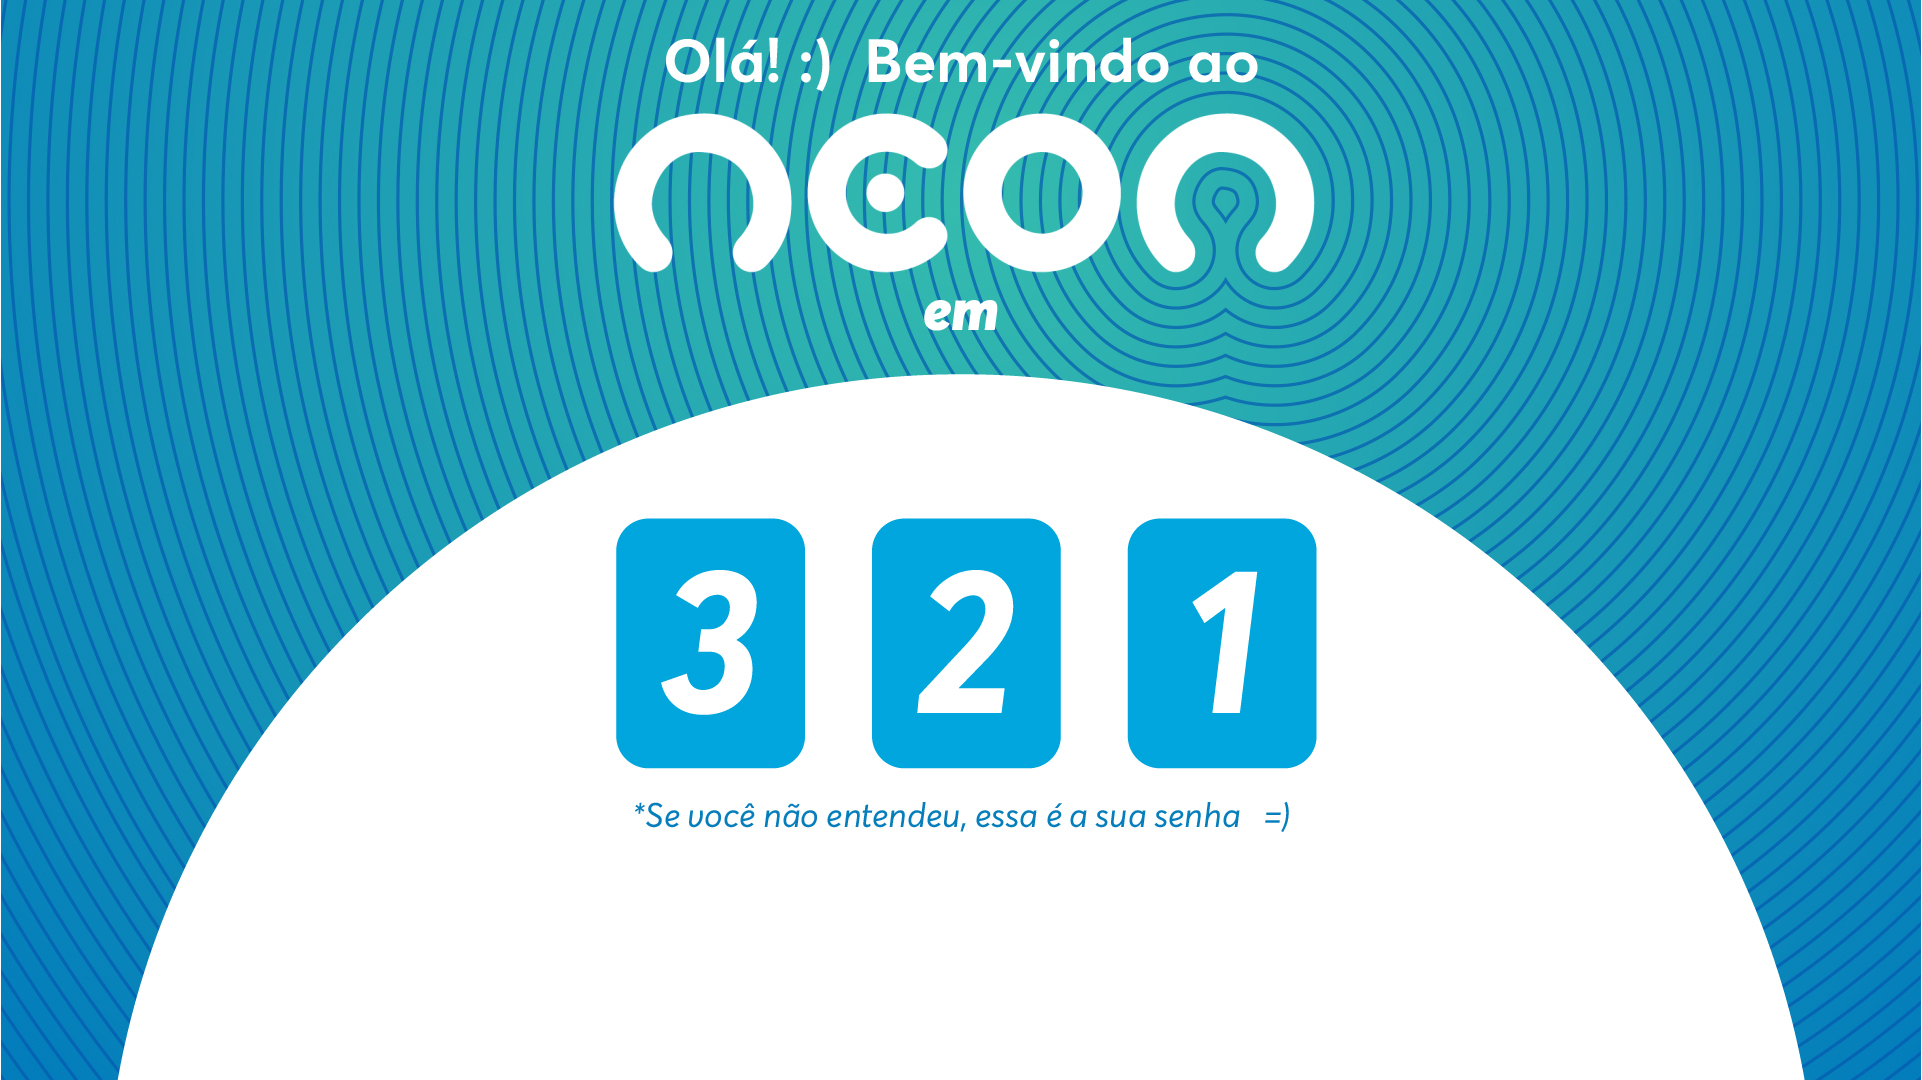 Olá! :) Bem-vindo ao
neon
em
3 2 1
*Se você não entendeu, essa é a sua senha =)